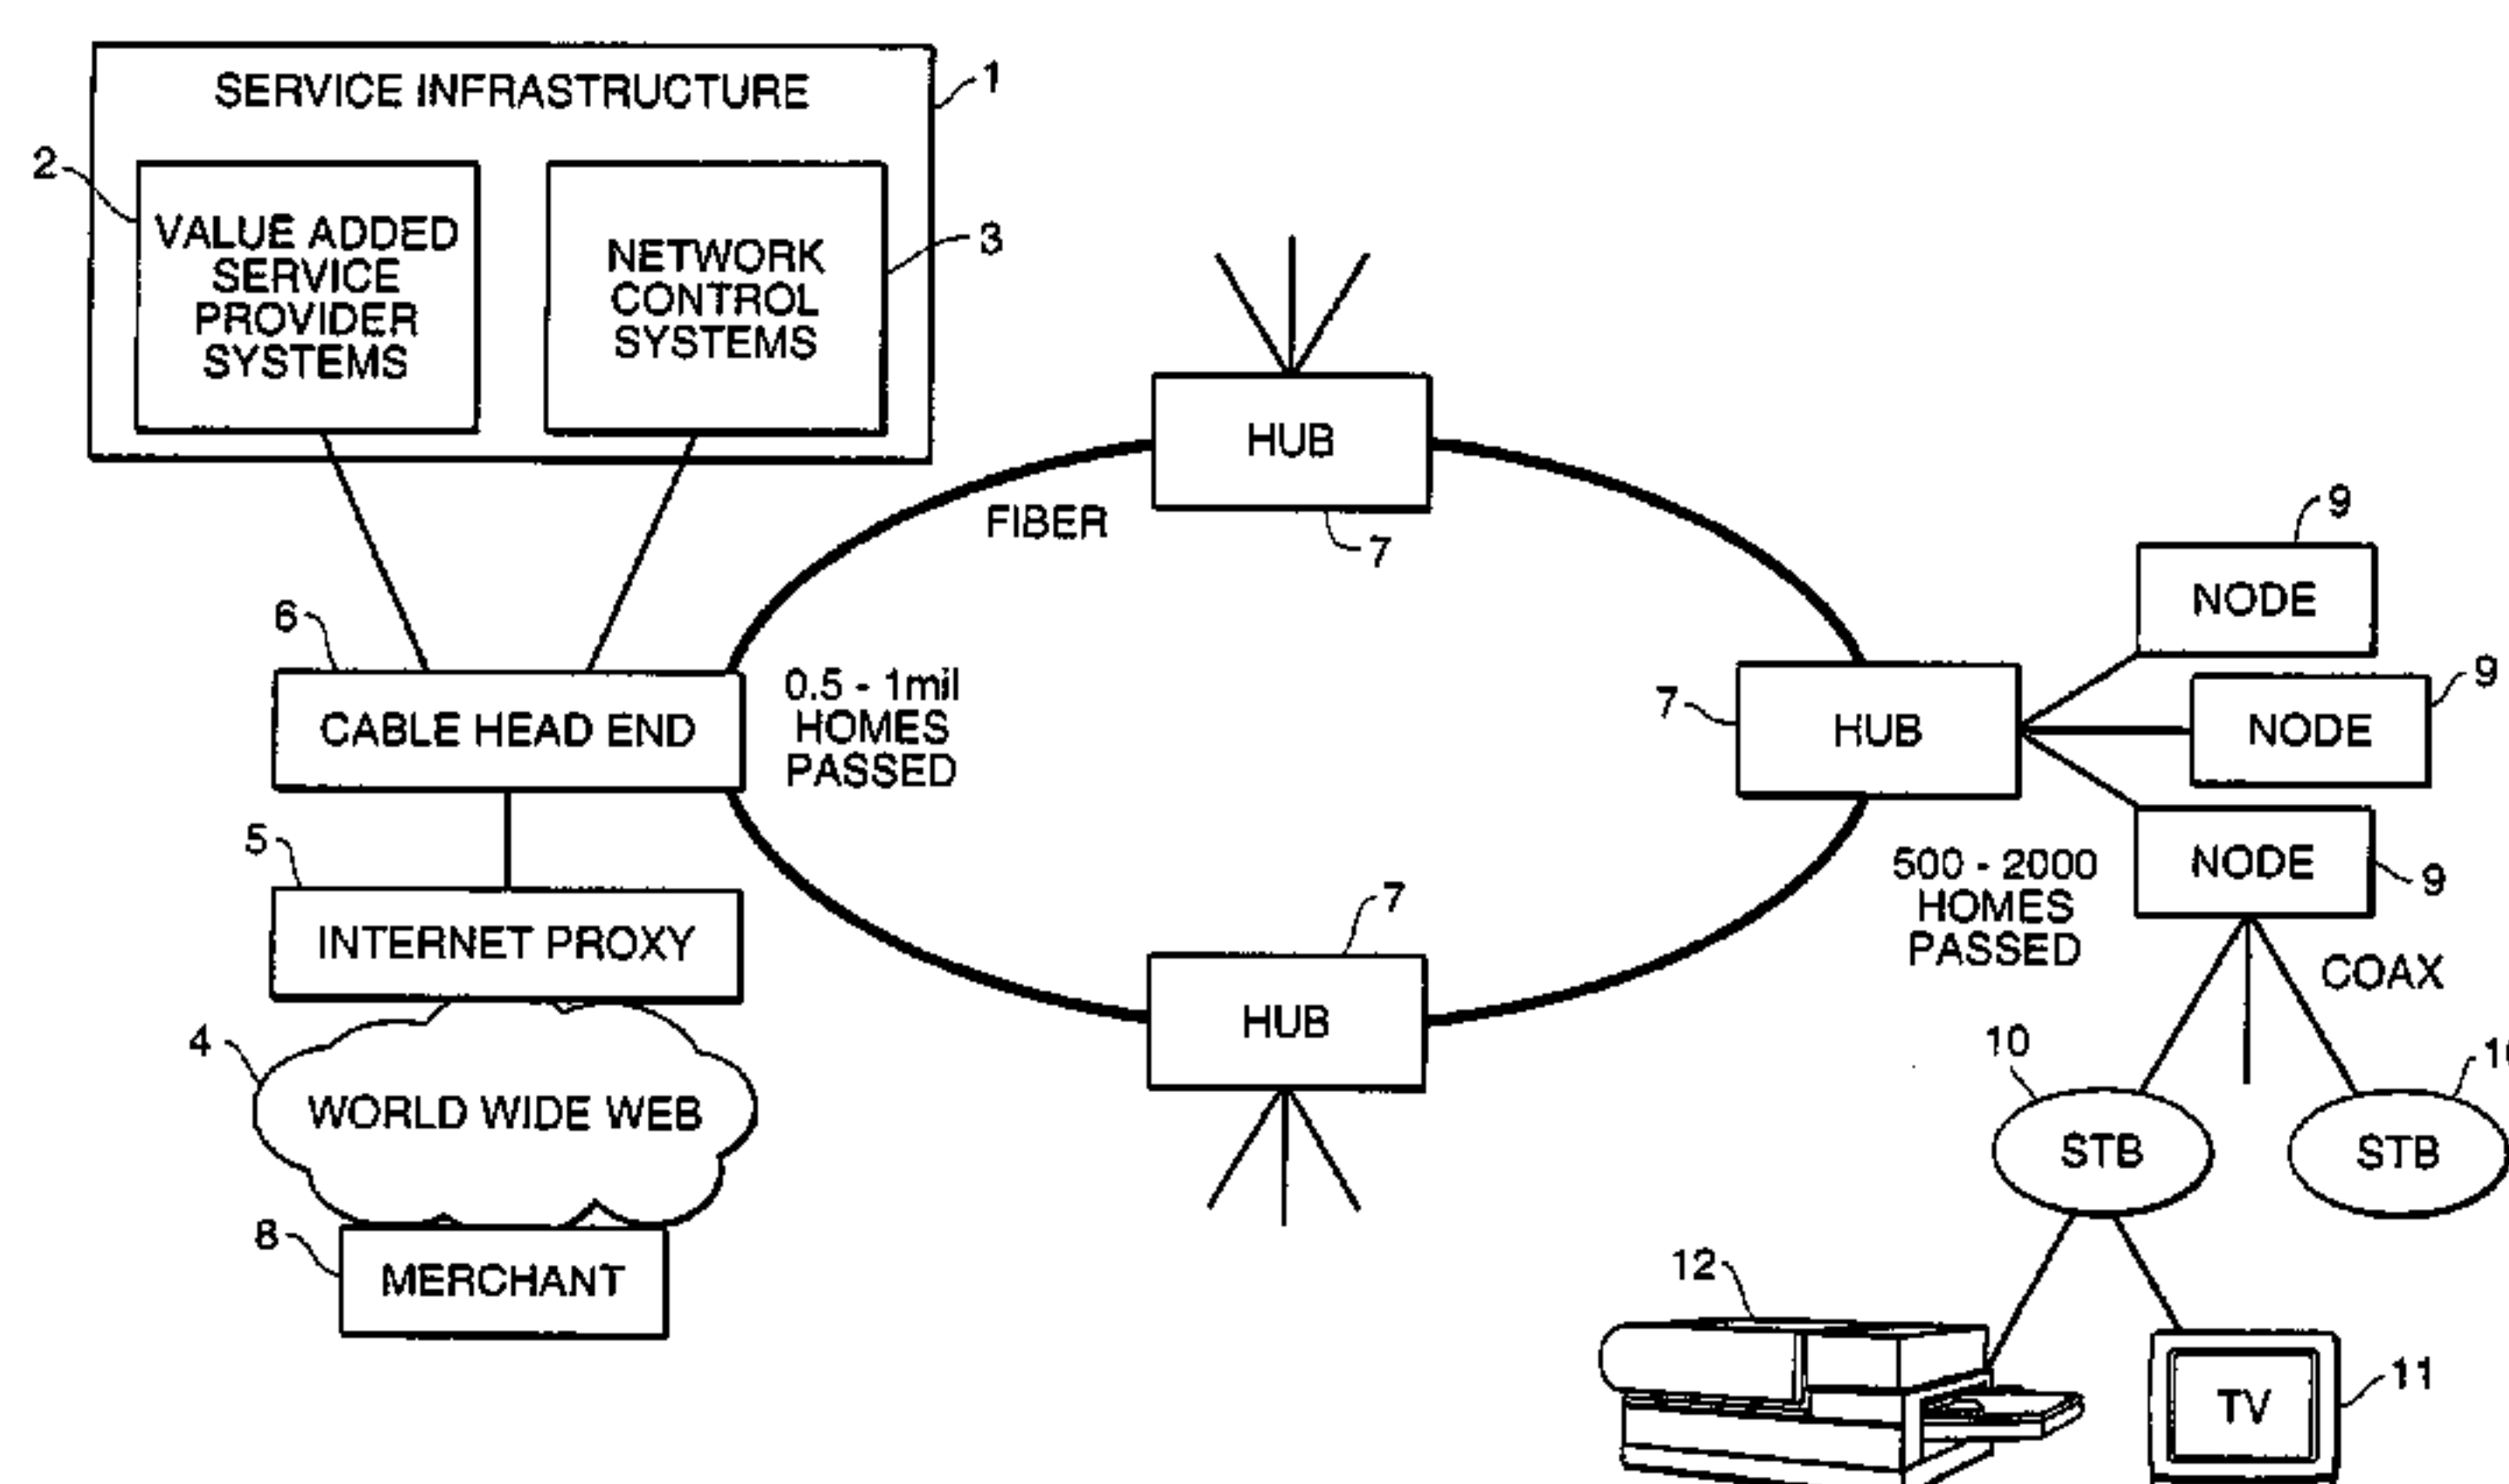 SERVICE INFRASTRUCTURE
1
2
VALUE ADDED
SERVICE
PROVIDER
SYSTEMS
NETWORK
CONTROL
SYSTEMS
3
HUB
7
FIBER
9
NODE
6
CABLE HEAD END
0.5 - 1mil
HOMES
PASSED
7
HUB
NODE
9
5
INTERNET PROXY
500 - 2000
HOMES
PASSED
NODE
9
7
HUB
COAX
4
WORLD WIDE WEB
10
STB
STB
8
MERCHANT
12
TV
11